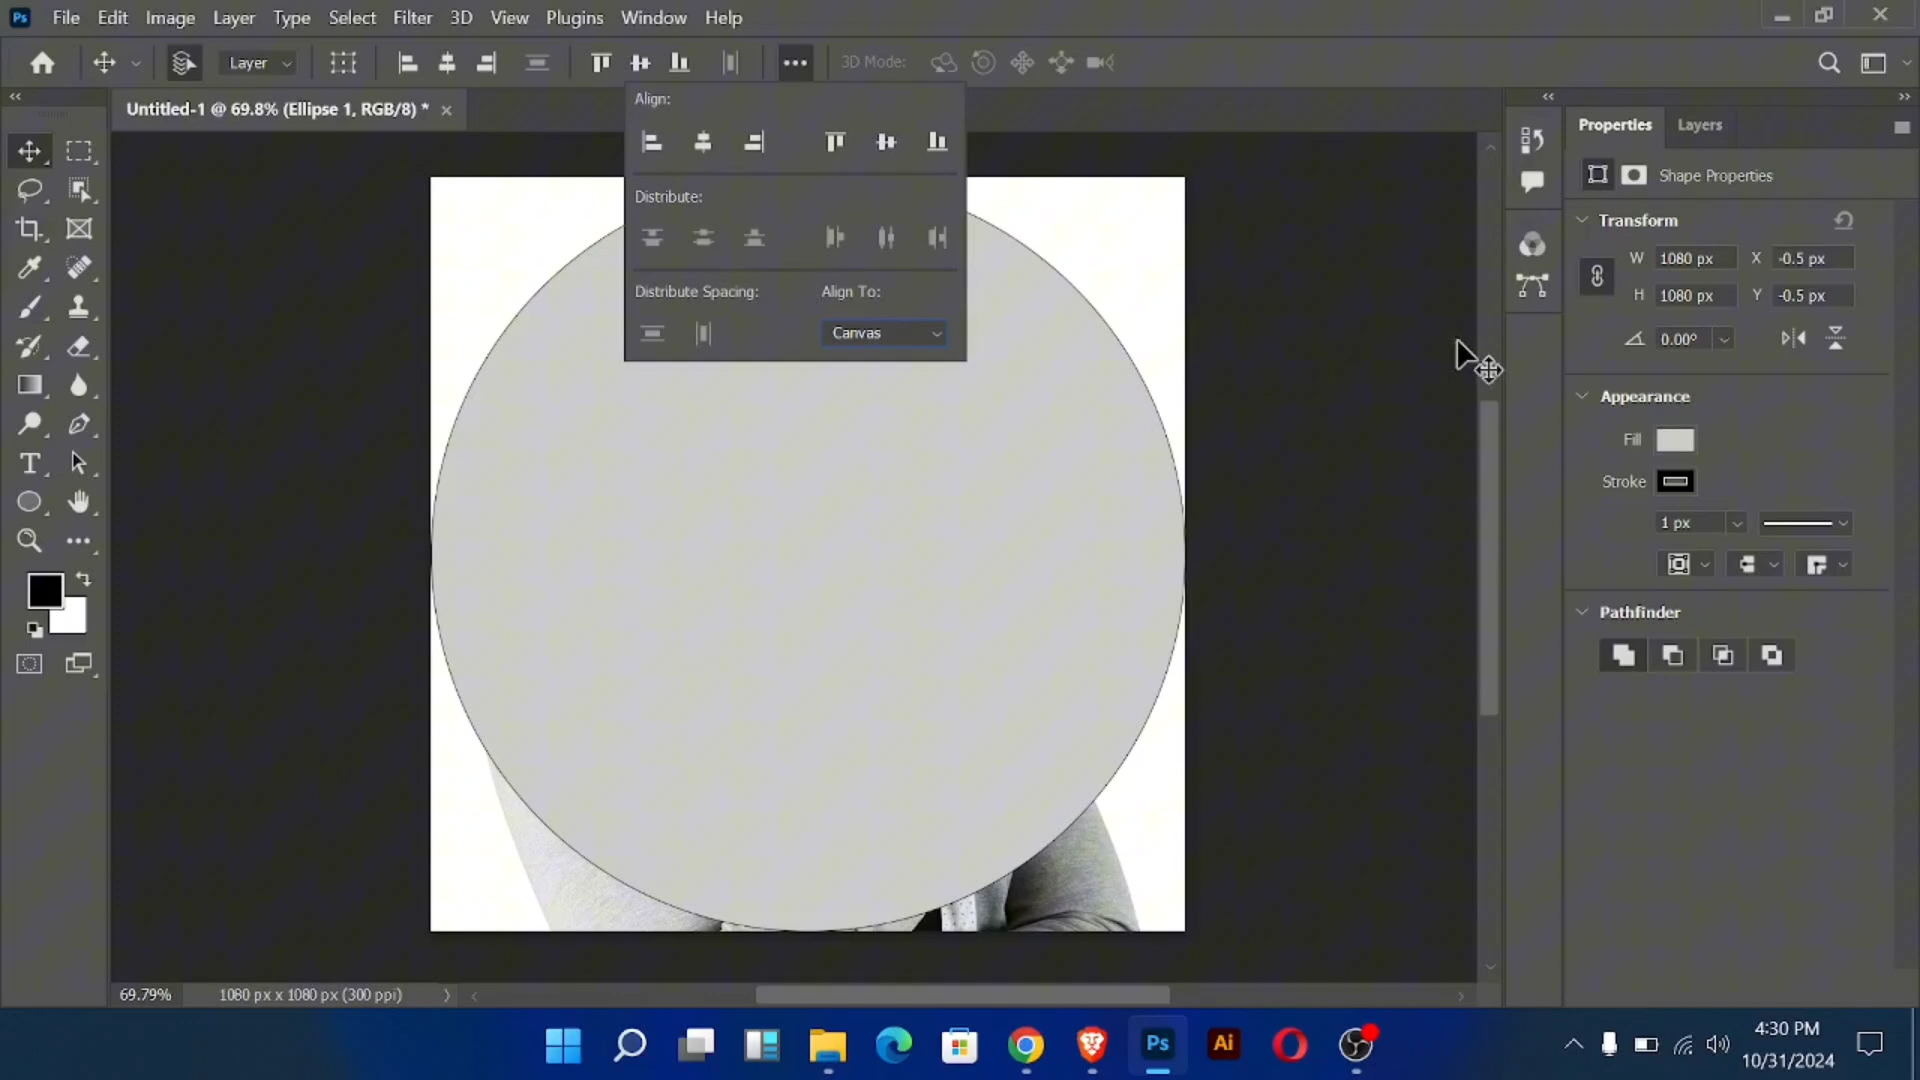 Ps File Edit Image Layer Type Select Filter 3D View Plugins Window Help
Layer 3D Mode:
Untitled-1 @ 69.8% (Ellipse 1, RGB/8) *
Align:
Distribute:
Distribute Spacing: Align To:
Canvas
Properties Layers
Shape Properties
Transform
W 1080 px X -0.5 px
H 1080 px Y -0.5 px
0.00°
Appearance
Fill
Stroke
1 px
Pathfinder
69.79% 1080 px x 1080 px (300 ppi)
Ps Ai
4:30 PM
10/31/2024